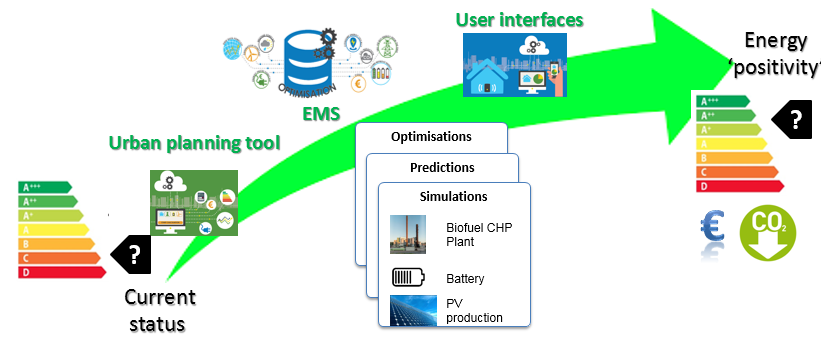 User interfaces
Energy
‘positivity’
OPTIMISATION
EMS
A+++
A++
A+
A
B
C
D
?
Urban planning tool
Optimisations
Predictions
Simulations
Biofuel CHP
Plant
Battery
PV
production
A+++
A++
A+
A
B
C
D
?
€
CO2
Current
status